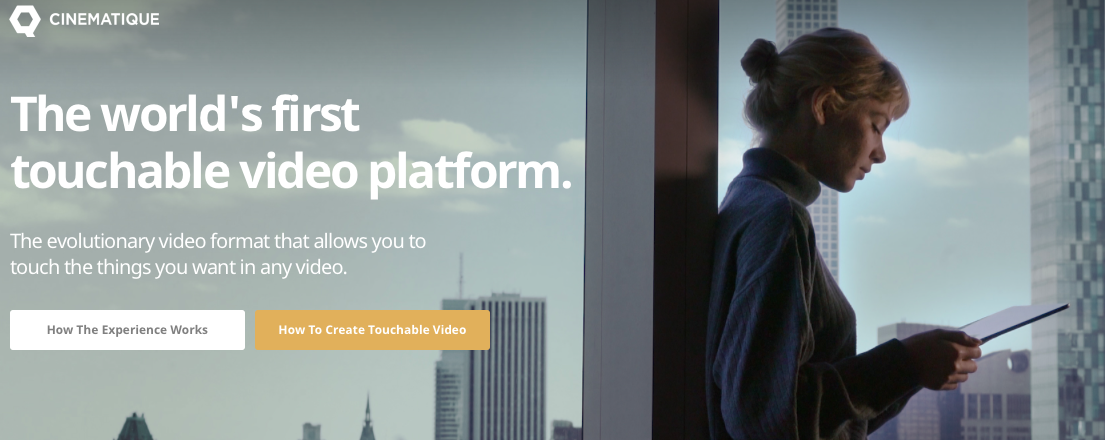 CINEMATIQUE
The world's first
touchable video platform.
The evolutionary video format that allows you to
touch the things you want in any video.
How The Experience Works
How To Create Touchable Video